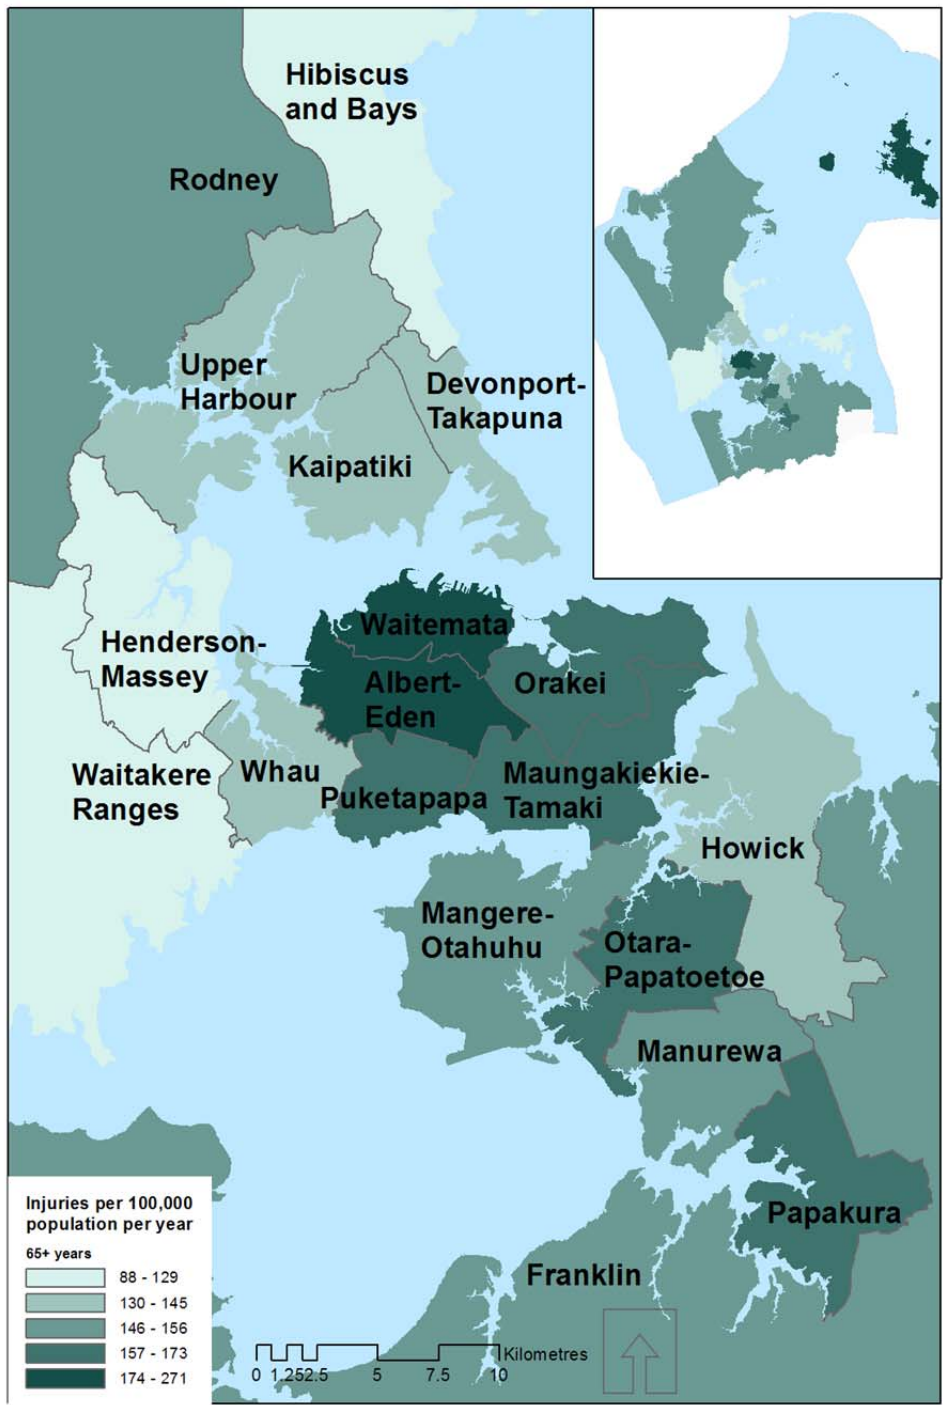 Hibiscus
and Bays
Rodney
Upper
Harbour
Devonport-
Takapuna
Kaipatiki
Henderson-
Massey
Waitemata
Albert-
Eden
Orakei
Waitakere
Ranges
Whau
Puketapapa
Maungakiekie-
Tamaki
Howick
Mangere-
Otahuhu
Otara-
Papatoetoe
Manurewa
Papakura
Franklin
Injuries per 100,000
population per year
65+ years
88 - 129
130 - 145
146 - 156
157 - 173
174 - 271
Kilometres
0 1.252.5 5 7.5 10